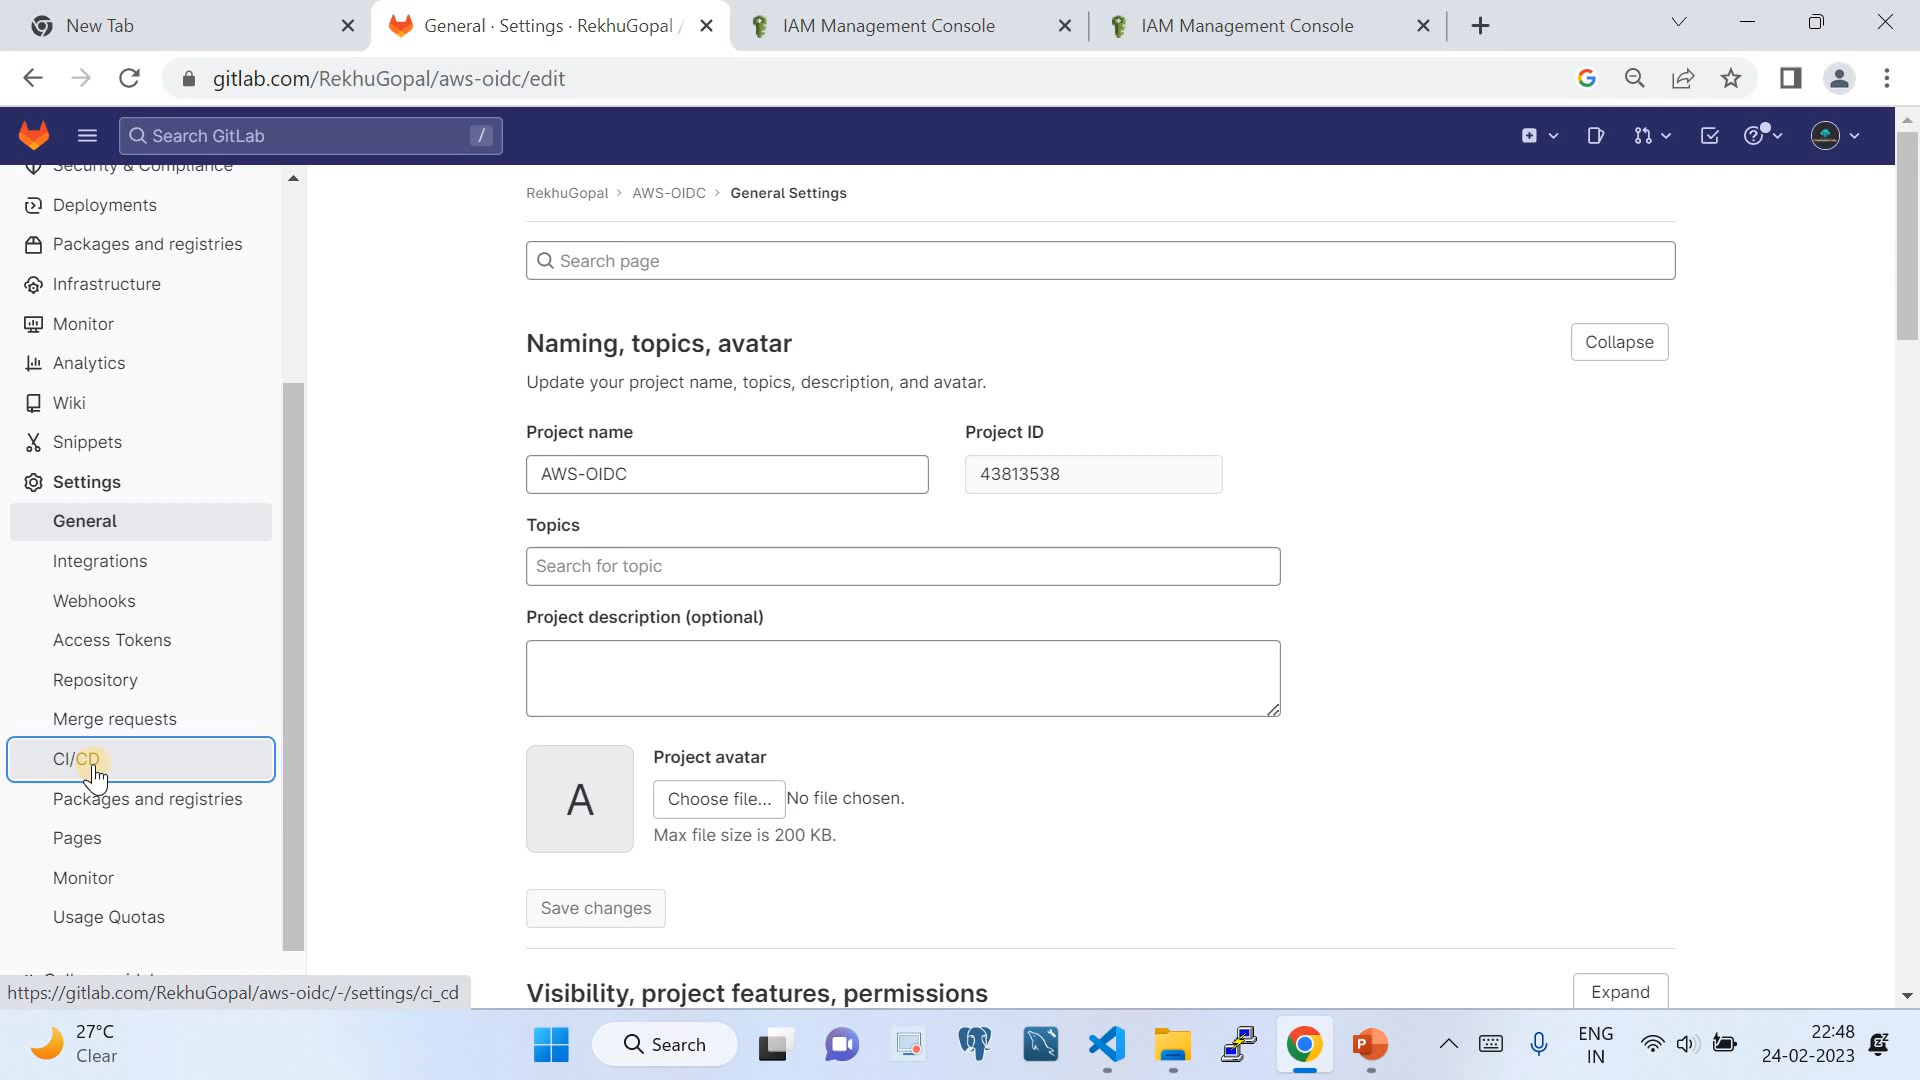 New Tab
General · Settings · RekhuGopal /
IAM Management Console
IAM Management Console
gitlab.com/RekhuGopal/aws-oidc/edit
Search GitLab
/
Security & Compliance
Deployments
Packages and registries
Infrastructure
Monitor
Analytics
Wiki
Snippets
Settings
General
Integrations
Webhooks
Access Tokens
Repository
Merge requests
CI/CD
Packages and registries
Pages
Monitor
Usage Quotas
https://gitlab.com/RekhuGopal/aws-oidc/-/settings/ci_cd
RekhuGopal > AWS-OIDC > General Settings
Search page
Naming, topics, avatar
Collapse
Update your project name, topics, description, and avatar.
Project name
Project ID
AWS-OIDC
43813538
Topics
Search for topic
Project description (optional)
A
Project avatar
Choose file... No file chosen.
Max file size is 200 KB.
Save changes
Visibility, project features, permissions
Expand
27°C
Clear
Search
ENG
IN
22:48
24-02-2023